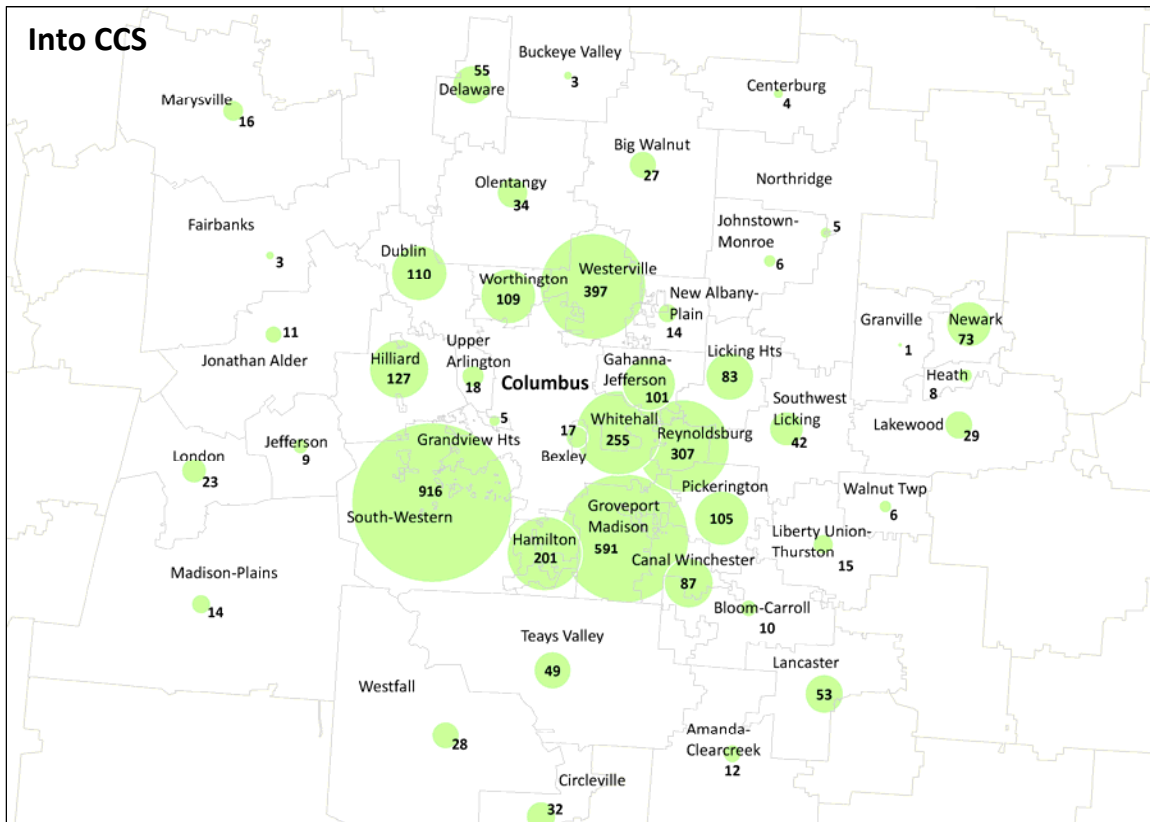 Into CCS
Buckeye Valley
3
55
Delaware
Centerburg
4
Marysville
16
Big Walnut
27
Olentangy
34
Northridge
5
Johnstown-
Monroe
6
Fairbanks
3
Dublin
110
Worthington
109
Westerville
397
New Albany-
Plain
14
Granville
1
Newark
73
Heath
8
11
Jonathan Alder
Hilliard
127
Upper
Arlington
18
Columbus
Gahanna-
Jefferson
101
Licking Hts
83
Southwest
Licking
42
Lakewood
29
5
Grandview Hts
17
Bexley
Whitehall
255
Reynoldsburg
307
Jefferson
9
London
23
916
South-Western
Hamilton
201
Groveport
Madison
591
Pickerington
105
Canal Winchester
87
Walnut Twp
6
Liberty Union-
Thurston
15
Madison-Plains
14
Bloom-Carroll
10
Teays Valley
49
Lancaster
53
Westfall
28
Amanda-
Clearcreek
12
Circleville
32